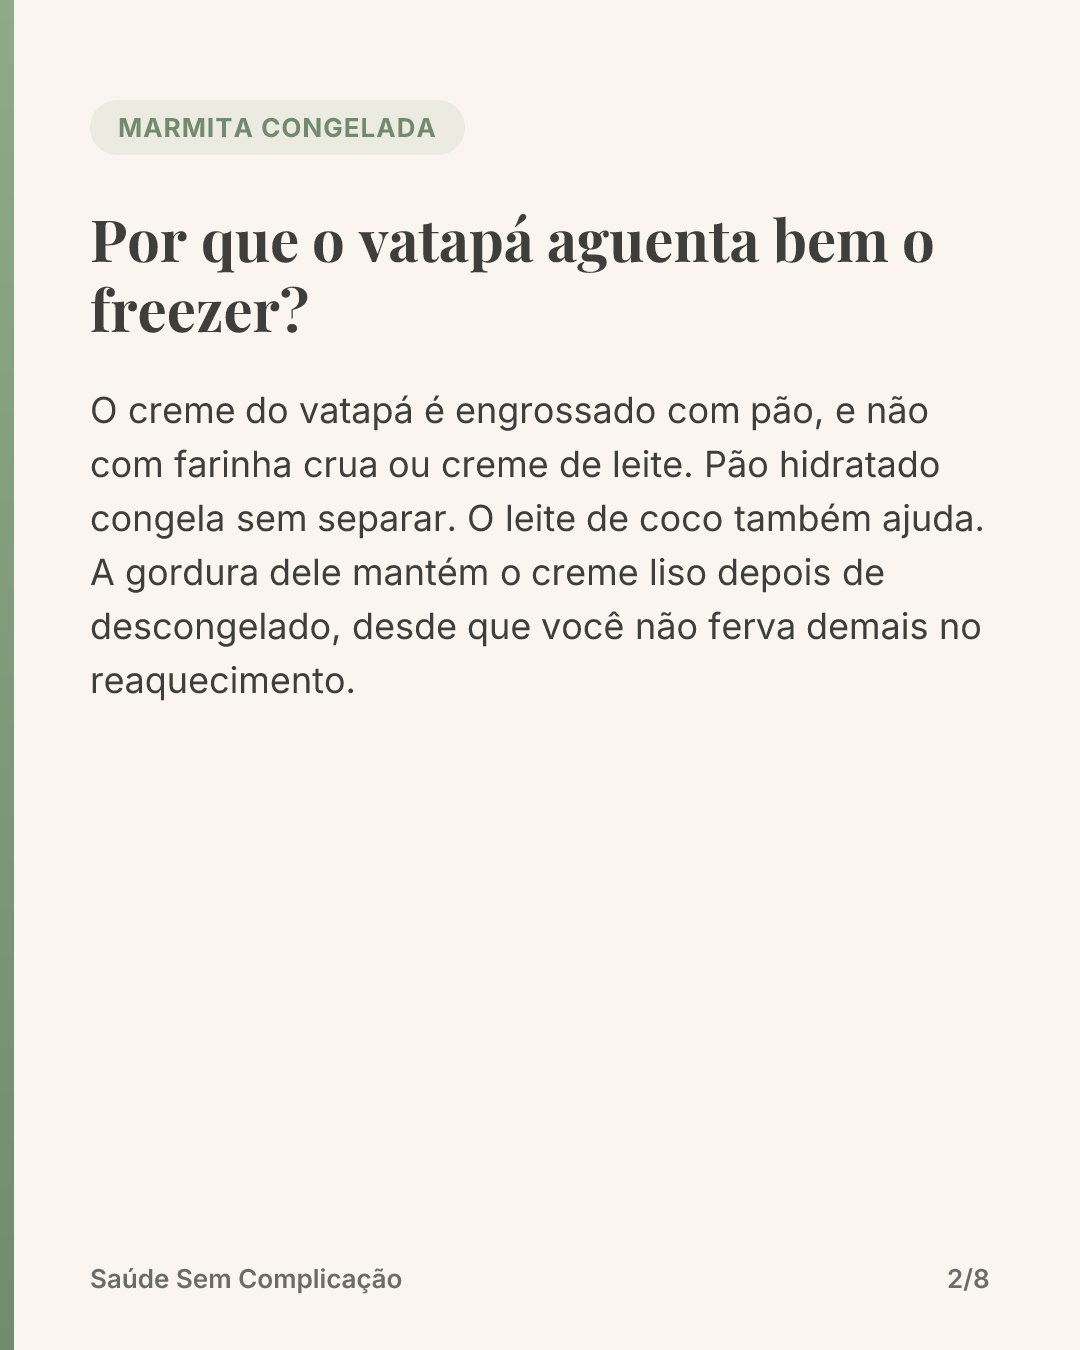 MARMITA CONGELADA
Por que o vatapá aguenta bem o
freezer?
O creme do vatapá é engrossado com pão, e não
com farinha crua ou creme de leite. Pão hidratado
congela sem separar. O leite de coco também ajuda.
A gordura dele mantém o creme liso depois de
descongelado, desde que você não ferva demais no
reaquecimento.
Saúde Sem Complicação
2/8